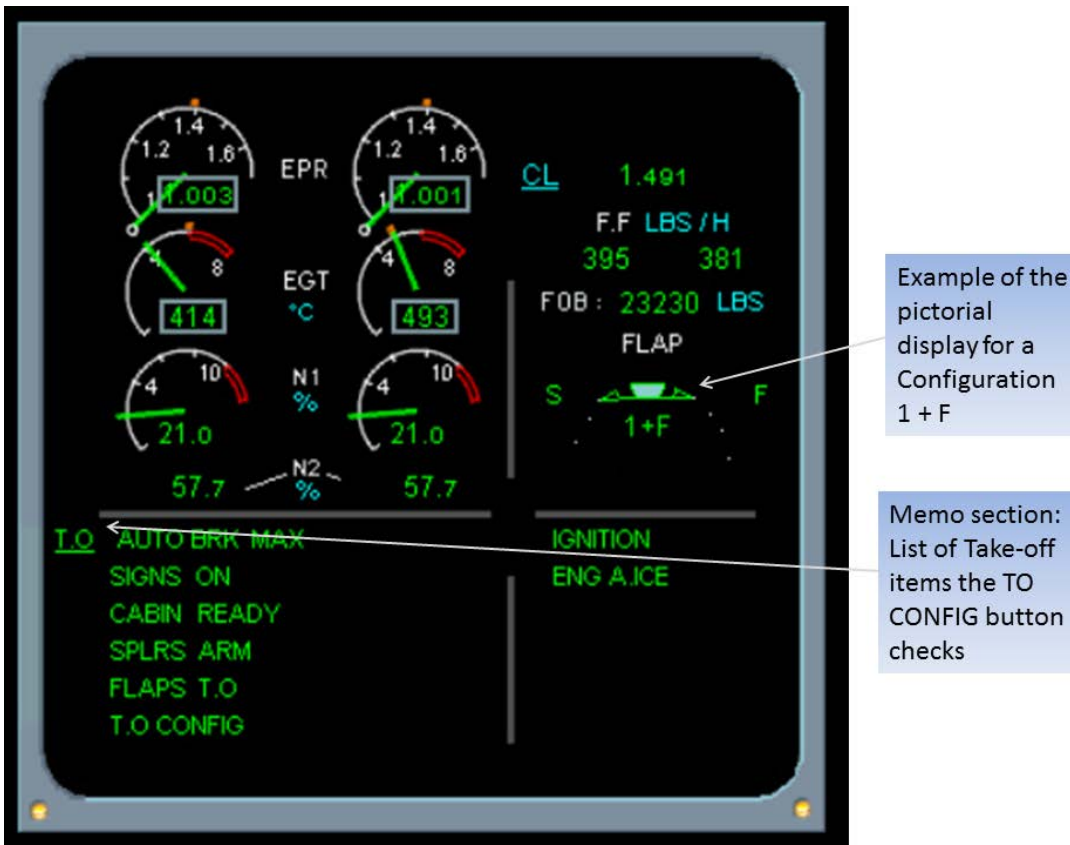 1.2 1.4 1.6
1 1.003
EPR
1.2 1.4 1.6
1 1.001
CL 1.491
F.F LBS / H
395 381
4 8
414
EGT
°C
4 8
493
FOB : 23230 LBS
FLAP
S F
1+F
4 10
21.0
N1
%
4 10
21.0
57.7
N2
%
57.7
T.O AUTO BRK MAX
SIGNS ON
CABIN READY
SPLRS ARM
FLAPS T.O
T.O CONFIG
IGNITION
ENG A.ICE
Example of the
pictorial
display for a
Configuration
1 + F
Memo section:
List of Take-off
items the TO
CONFIG button
checks